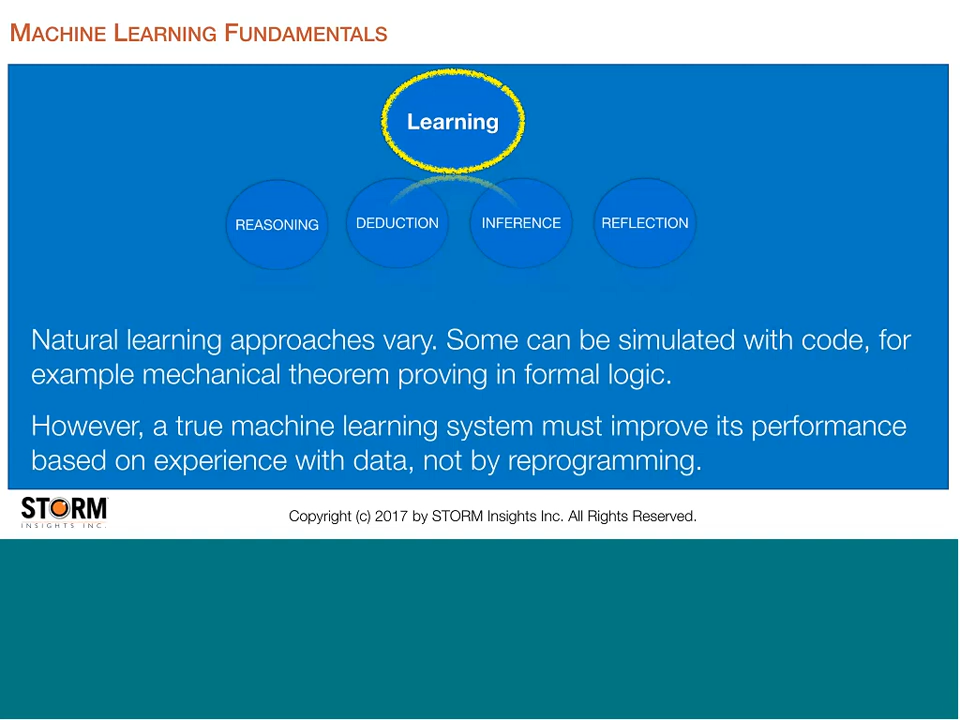 MACHINE LEARNING FUNDAMENTALS
Learning
REASONING DEDUCTION INFERENCE REFLECTION
Natural learning approaches vary. Some can be simulated with code, for
example mechanical theorem proving in formal logic.
However, a true machine learning system must improve its performance
based on experience with data, not by reprogramming.
STORM
INSIGHTS INC.
Copyright (c) 2017 by STORM Insights Inc. All Rights Reserved.